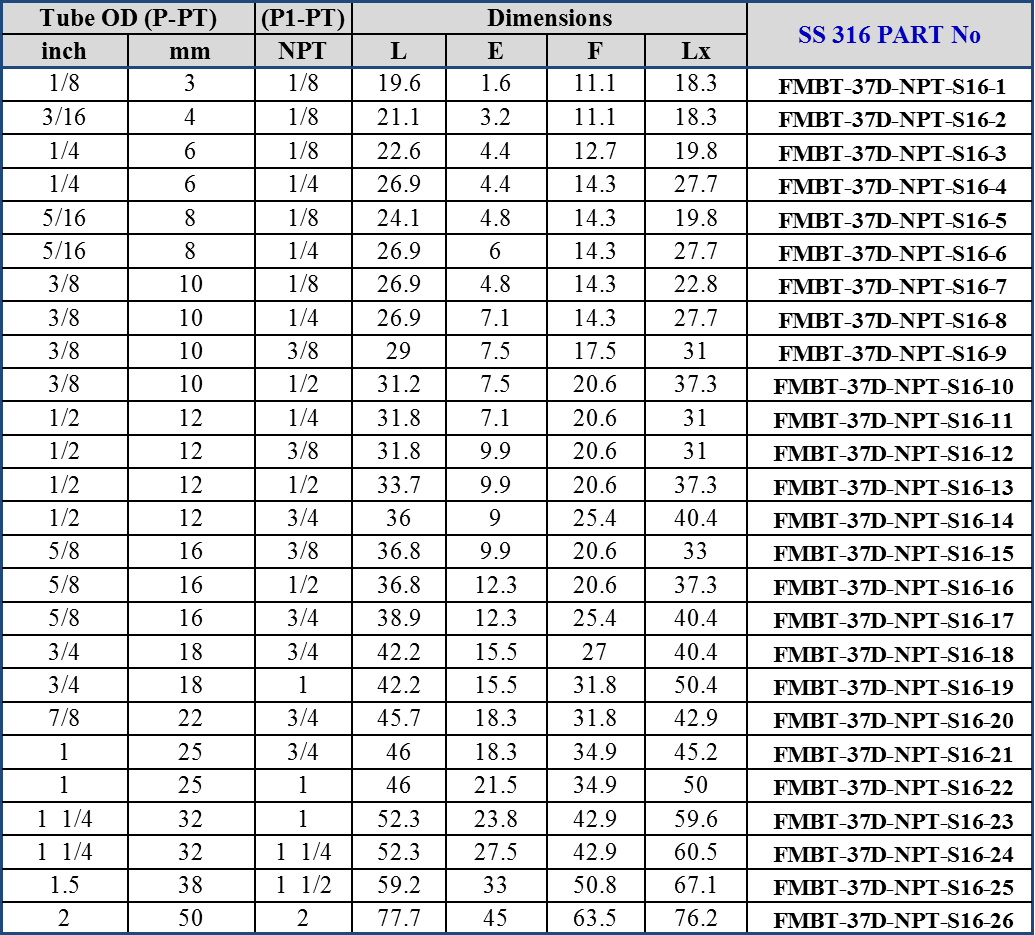 Tube OD (P-PT) (P1-PT) Dimensions SS 316 PART No
inch mm NPT L E F Lx
1/8 3 1/8 19.6 1.6 11.1 18.3 FMBT-37D-NPT-S16-1
3/16 4 1/8 21.1 3.2 11.1 18.3 FMBT-37D-NPT-S16-2
1/4 6 1/8 22.6 4.4 12.7 19.8 FMBT-37D-NPT-S16-3
1/4 6 1/4 26.9 4.4 14.3 27.7 FMBT-37D-NPT-S16-4
5/16 8 1/8 24.1 4.8 14.3 19.8 FMBT-37D-NPT-S16-5
5/16 8 1/4 26.9 6 14.3 27.7 FMBT-37D-NPT-S16-6
3/8 10 1/8 26.9 4.8 14.3 22.8 FMBT-37D-NPT-S16-7
3/8 10 1/4 26.9 7.1 14.3 27.7 FMBT-37D-NPT-S16-8
3/8 10 3/8 29 7.5 17.5 31 FMBT-37D-NPT-S16-9
3/8 10 1/2 31.2 7.5 20.6 37.3 FMBT-37D-NPT-S16-10
1/2 12 1/4 31.8 7.1 20.6 31 FMBT-37D-NPT-S16-11
1/2 12 3/8 31.8 9.9 20.6 31 FMBT-37D-NPT-S16-12
1/2 12 1/2 33.7 9.9 20.6 37.3 FMBT-37D-NPT-S16-13
1/2 12 3/4 36 9 25.4 40.4 FMBT-37D-NPT-S16-14
5/8 16 3/8 36.8 9.9 20.6 33 FMBT-37D-NPT-S16-15
5/8 16 1/2 36.8 12.3 20.6 37.3 FMBT-37D-NPT-S16-16
5/8 16 3/4 38.9 12.3 25.4 40.4 FMBT-37D-NPT-S16-17
3/4 18 3/4 42.2 15.5 27 40.4 FMBT-37D-NPT-S16-18
3/4 18 1 42.2 15.5 31.8 50.4 FMBT-37D-NPT-S16-19
7/8 22 3/4 45.7 18.3 31.8 42.9 FMBT-37D-NPT-S16-20
1 25 3/4 46 18.3 34.9 45.2 FMBT-37D-NPT-S16-21
1 25 1 46 21.5 34.9 50 FMBT-37D-NPT-S16-22
1 1/4 32 1 52.3 23.8 42.9 59.6 FMBT-37D-NPT-S16-23
1 1/4 32 1 1/4 52.3 27.5 42.9 60.5 FMBT-37D-NPT-S16-24
1.5 38 1 1/2 59.2 33 50.8 67.1 FMBT-37D-NPT-S16-25
2 50 2 77.7 45 63.5 76.2 FMBT-37D-NPT-S16-26